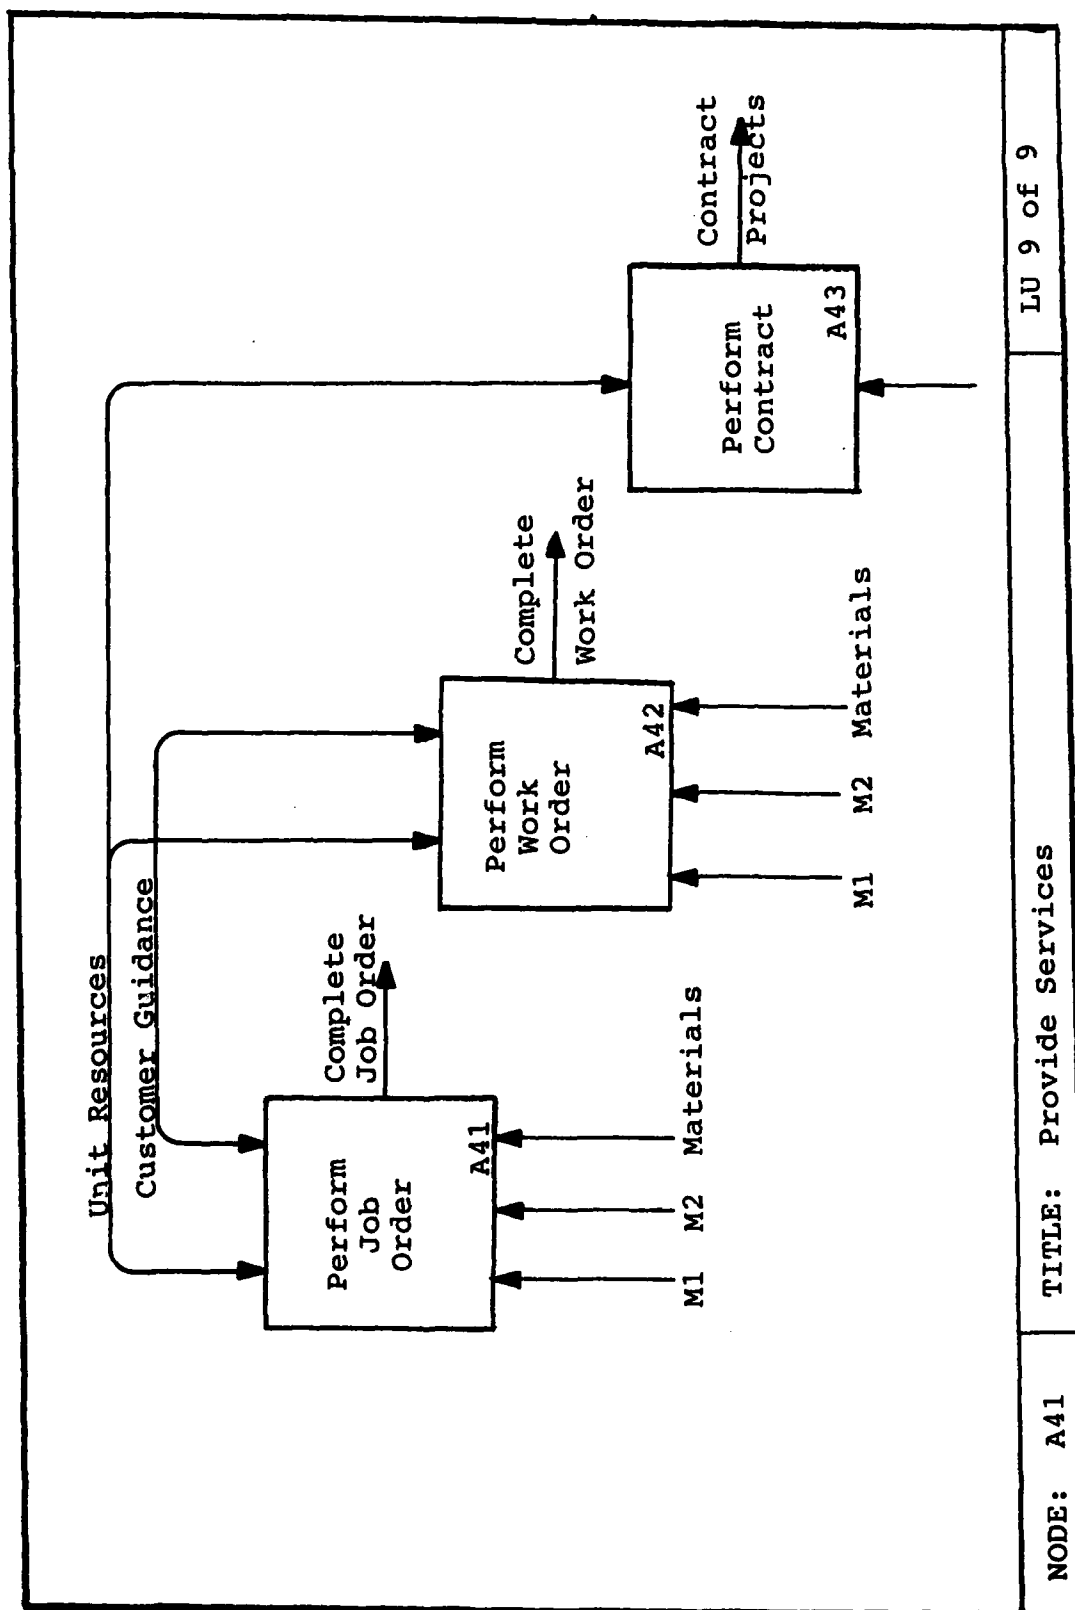 Unit Resources
Customer Guidance
Perform
Job
Order
A41
Complete
Job Order
M1
M2
Materials
Perform
Work
Order
A42
Complete
Work Order
M1
M2
Materials
Perform
Contract
A43
Contract
Projects
NODE: A41
TITLE: Provide Services
LU 9 of 9